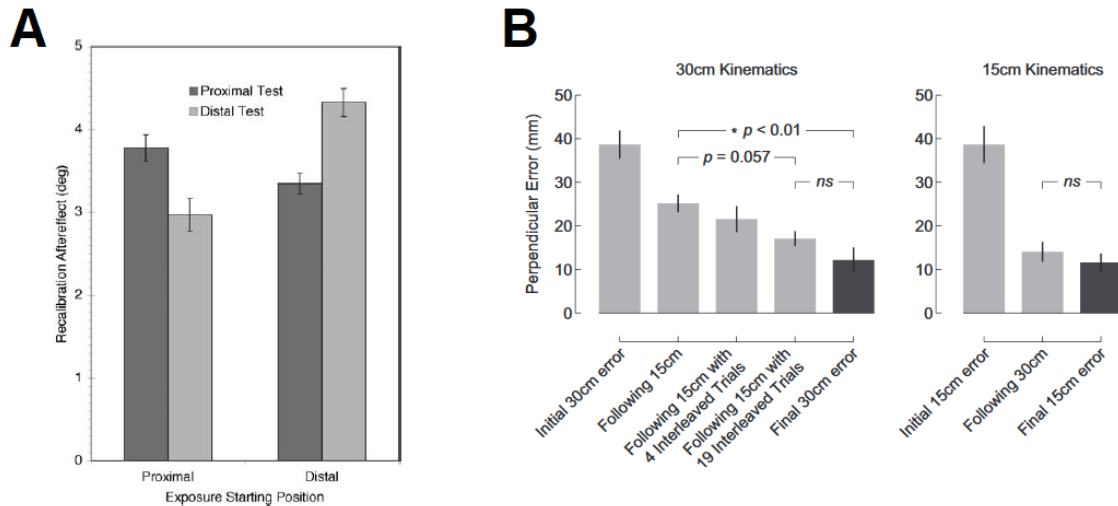 A
5
4
3
2
1
0
Recalibration Aftereffect (deg)
Proximal Test
Distal Test
Proximal
Distal
Exposure Starting Position
B
30cm Kinematics
50
40
30
20
10
0
Perpendicular Error (mm)
* p < 0.01
p = 0.057
ns
Initial 30cm error
Following 15cm
Following 15cm with
4 Interleaved Trials
Following 15cm with
19 Interleaved Trials
Final 30cm error
15cm Kinematics
50
40
30
20
10
0
ns
Initial 15cm error
Following 30cm
Final 15cm error